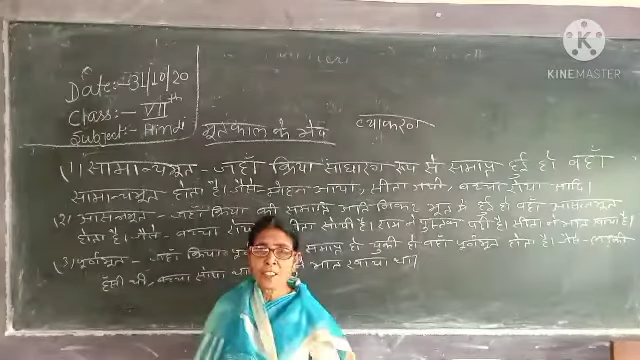 Date:- 31/10/20
Class:- VIIth
Subject:- Hindi
भूतकाल के भेद
व्याकरण
(1) सामान्यभूत - जहाँ क्रिया साधारण रूप से समाप्त हुई हो वहाँ
सामान्यभूत होता है। जैसे - मोहन आया, सीता गयी, बच्चा रोया आदि।
(2) आसन्नभूत - जहाँ क्रिया की समाप्ति अति निकट भूत में हुई हो वहाँ आसन्नभूत
होता है। जैसे - बच्चा सोया है। राम ने पुस्तक पढ़ी है। सीता ने भात खाया है।
(3) पूर्णभूत - जहाँ क्रिया समाप्त हो चुकी हो वहाँ पूर्णभूत होता है। जैसे - लड़की
हँसी थी, बच्चा सोया था ने भात खाया था।
KINEMASTER